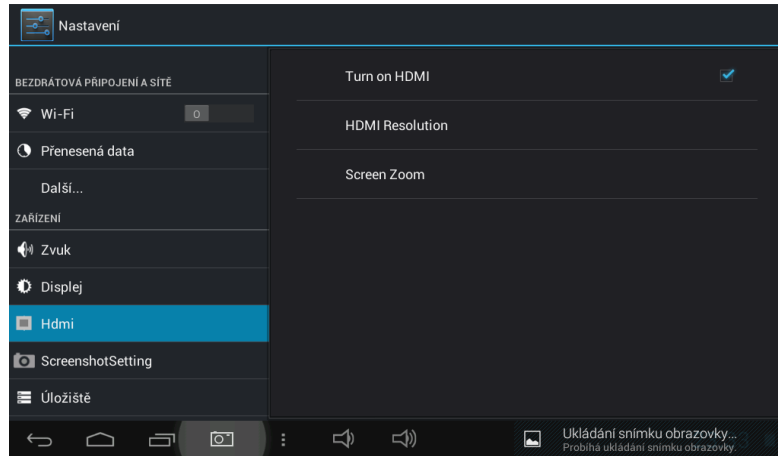 Nastavení
BEZDRÁTOVÁ PŘIPOJENÍ A SÍTĚ
Wi-Fi
0
Přenesená data
Další...
ZAŘÍZENÍ
Zvuk
Displej
Hdmi
ScreenshotSetting
Úložiště
Turn on HDMI
HDMI Resolution
Screen Zoom
Ukládání snímku obrazovky...
Probíhá ukládání snímku obrazovky.